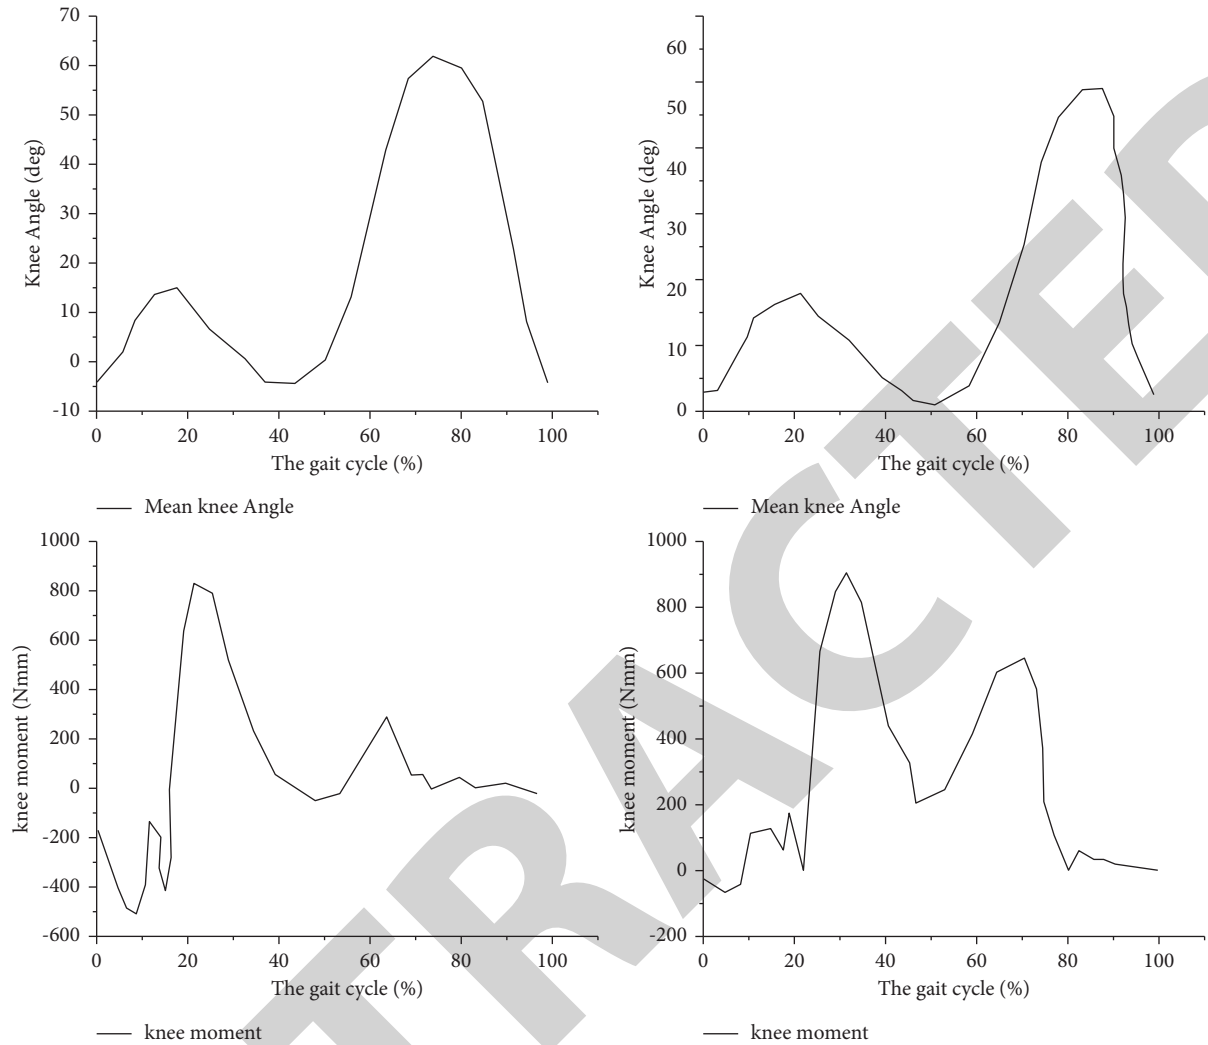 70
60
50
40
30
20
10
0
-10
Knee Angle (deg)
0 20 40 60 80 100
The gait cycle (%)
Mean knee Angle
60
50
40
30
20
10
0
Knee Angle (deg)
0 20 40 60 80 100
The gait cycle (%)
Mean knee Angle
1000
800
600
400
200
0
-200
-400
-600
knee moment (Nmm)
0 20 40 60 80 100
The gait cycle (%)
knee moment
1000
800
600
400
200
0
-200
knee moment (Nmm)
0 20 40 60 80 100
The gait cycle (%)
knee moment
TRACTED